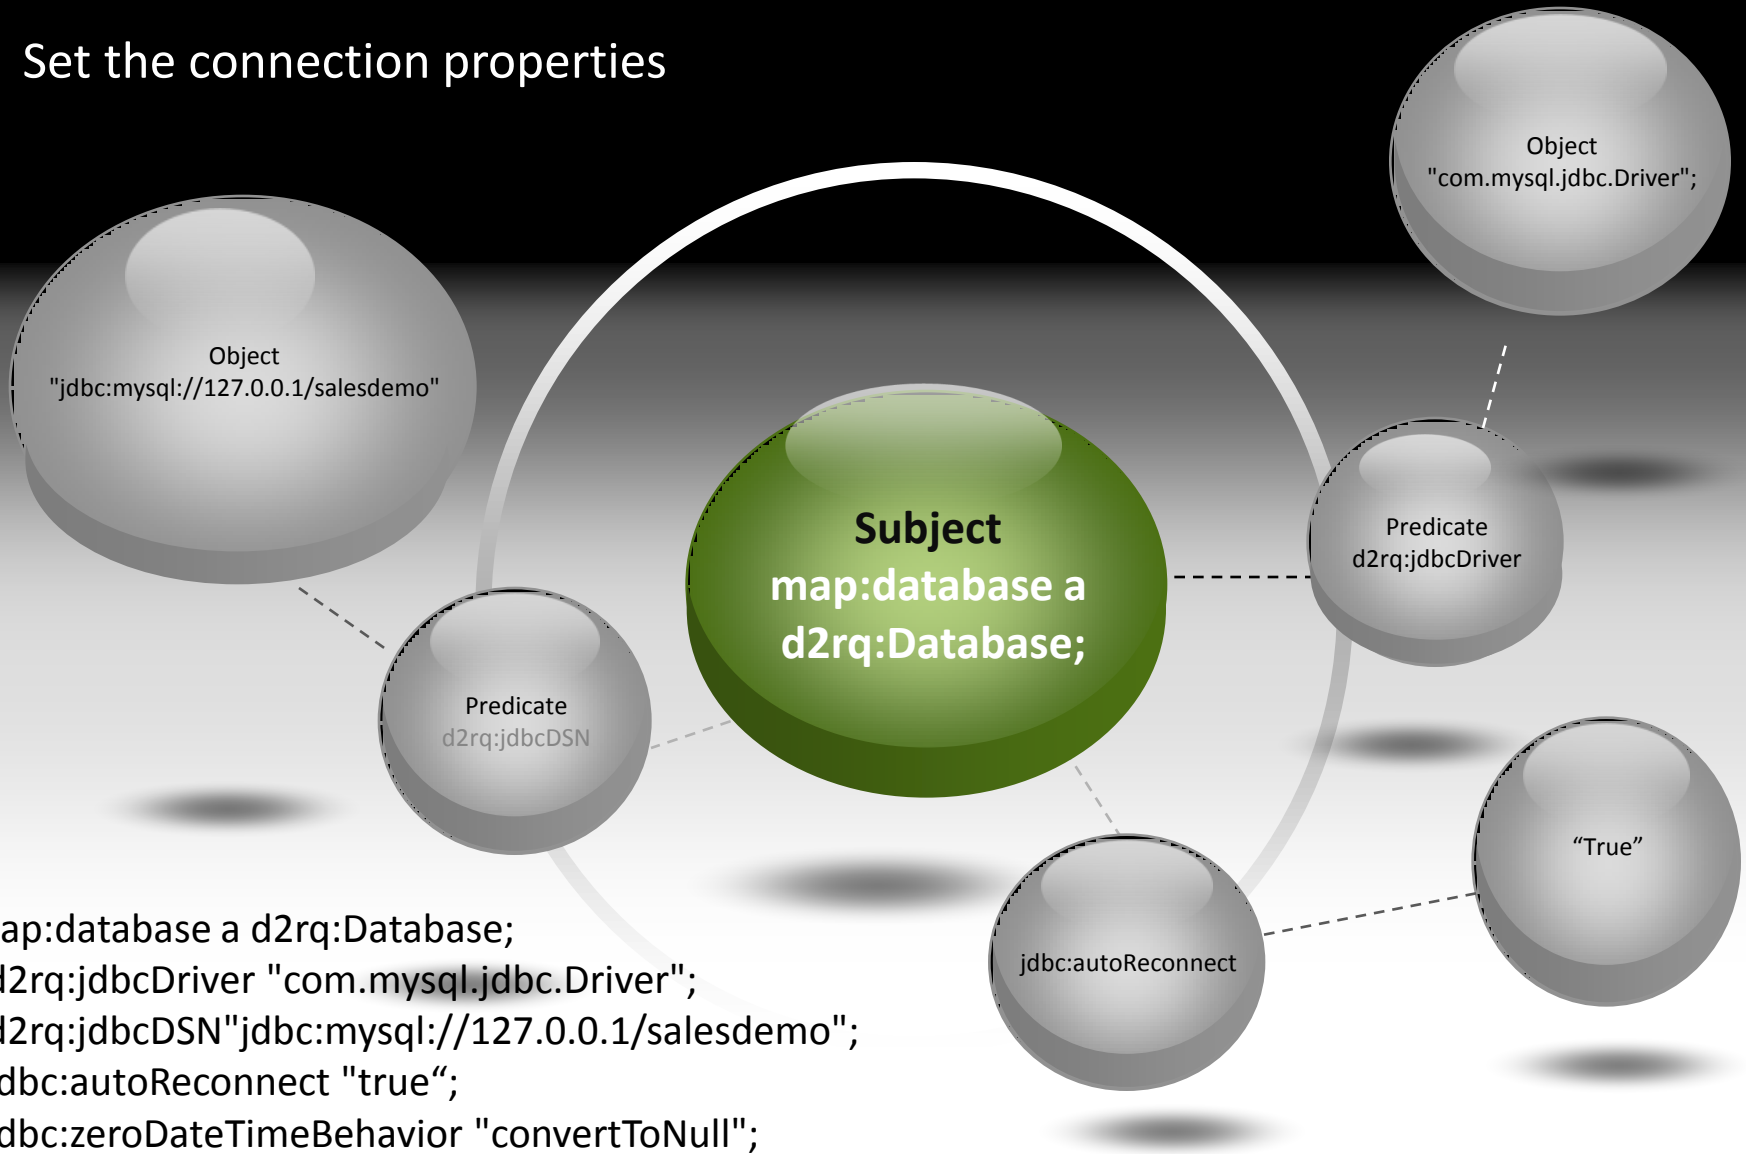 Set the connection properties
Object
"com.mysql.jdbc.Driver";
Object
"jdbc:mysql://127.0.0.1/salesdemo"
Subject
map:database a
d2rq:Database;
Predicate
d2rq:jdbcDriver
Predicate
d2rq:jdbcDSN
“True”
jdbc:autoReconnect
ap:database a d2rq:Database;
d2rq:jdbcDriver "com.mysql.jdbc.Driver";
d2rq:jdbcDSN"jdbc:mysql://127.0.0.1/salesdemo";
dbc:autoReconnect "true“;
dbc:zeroDateTimeBehavior "convertToNull";